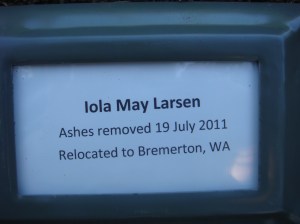 Iola May Larsen
Ashes removed 19 July 2011
Relocated to Bremerton, WA